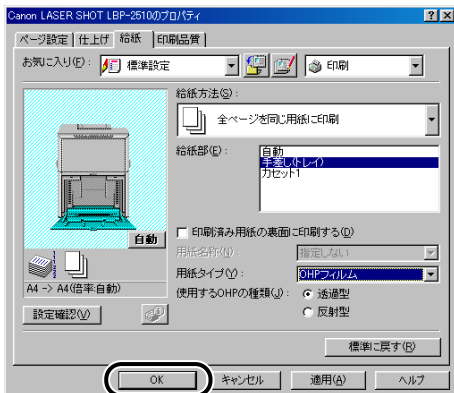 Canon LASER SHOT LBP-2510のプロパティ
ページ設定 仕上げ 給紙 印刷品質
お気に入り(F): 標準設定 印刷
給紙方法(S):
全ページを同じ用紙に印刷
給紙部(E): 自動
手差し(トレイ)
カセット1
自動
印刷済み用紙の裏面に印刷する(D)
用紙名称(N): 指定しない
用紙タイプ(Y): OHPフィルム
A4 -> A4(倍率:自動)
使用するOHPの種類(J): 透過型
反射型
設定確認(V)
標準に戻す(R)
OK キャンセル 適用(A) ヘルプ